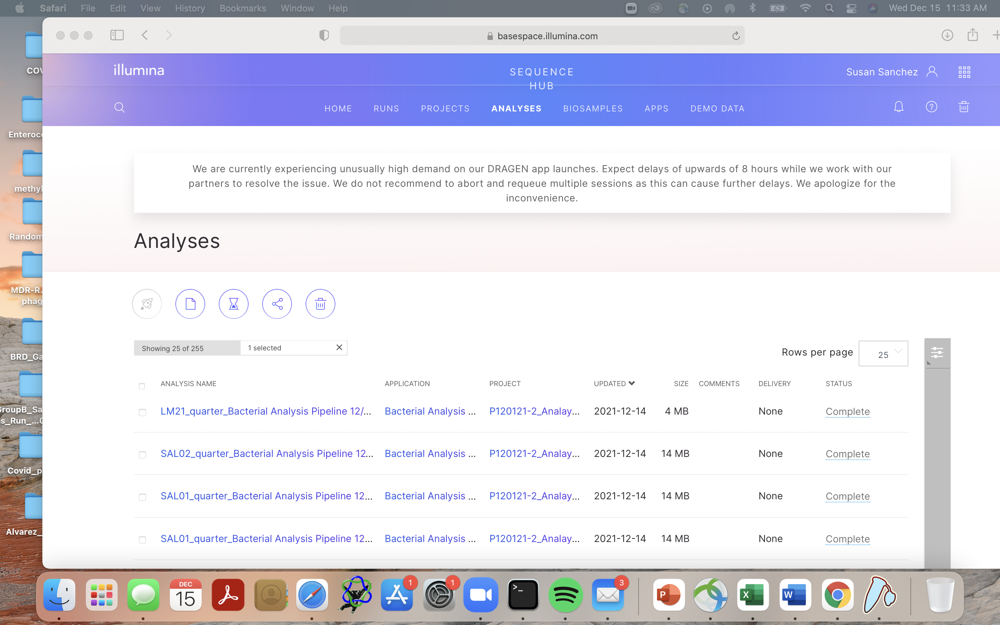 Safari File Edit View History Bookmarks Window Help Wed Dec 15 11:33 AM
basespace.illumina.com
illumina
SEQUENCE
HUB
Susan Sanchez
HOME RUNS PROJECTS ANALYSES BIOSAMPLES APPS DEMO DATA
We are currently experiencing unusually high demand on our DRAGEN app launches. Expect delays of upwards of 8 hours while we work with our
partners to resolve the issue. We do not recommend to abort and requeue multiple sessions as this can cause further delays. We apologize for the
inconvenience.
Analyses
Showing 25 of 255 1 selected
Rows per page 25
ANALYSIS NAME APPLICATION PROJECT UPDATED SIZE COMMENTS DELIVERY STATUS
LM21_quarter_Bacterial Analysis Pipeline 12/... Bacterial Analysis ... P120121-2_Analay... 2021-12-14 4 MB None Complete
SAL02_quarter_Bacterial Analysis Pipeline 12... Bacterial Analysis ... P120121-2_Analay... 2021-12-14 14 MB None Complete
SAL01_quarter_Bacterial Analysis Pipeline 12... Bacterial Analysis ... P120121-2_Analay... 2021-12-14 14 MB None Complete
SAL01_quarter_Bacterial Analysis Pipeline 12... Bacterial Analysis ... P120121-2_Analay... 2021-12-14 14 MB None Complete
Enteroc
methyl
Random
MDR-R.
phag
BRD_Ga
GroupB_Sa
Covid_p
Alvarez_
DEC
15
1
1
3
P
X
W